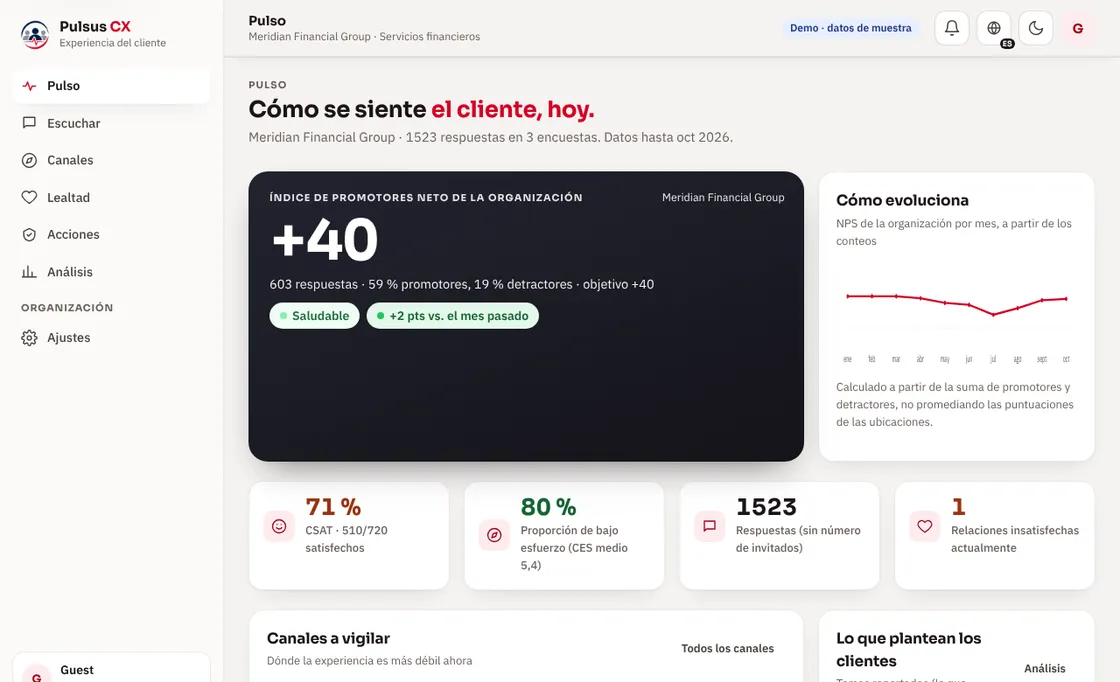 Pulsus CX
Experiencia del cliente
Pulso
Escuchar
Canales
Lealtad
Acciones
Análisis
ORGANIZACIÓN
Ajustes
G
Guest
Pulso
Meridian Financial Group · Servicios financieros
Demo · datos de muestra
ES
G
PULSO
Cómo se siente el cliente, hoy.
Meridian Financial Group · 1523 respuestas en 3 encuestas. Datos hasta oct 2026.
ÍNDICE DE PROMOTORES NETO DE LA ORGANIZACIÓN
Meridian Financial Group
+40
603 respuestas · 59 % promotores, 19 % detractores · objetivo +40
Saludable
+2 pts vs. el mes pasado
Cómo evoluciona
NPS de la organización por mes, a partir de los
conteos
ene feb mar abr may jun jul ago sept oct
Calculado a partir de la suma de promotores y
detractores, no promediando las puntuaciones
de las ubicaciones.
71 %
CSAT · 510/720
satisfechos
80 %
Proporción de bajo
esfuerzo (CES medio
5,4)
1523
Respuestas (sin número
de invitados)
1
Relaciones insatisfechas
actualmente
Canales a vigilar
Dónde la experiencia es más débil ahora
Todos los canales
Lo que plantean los
clientes
Análisis